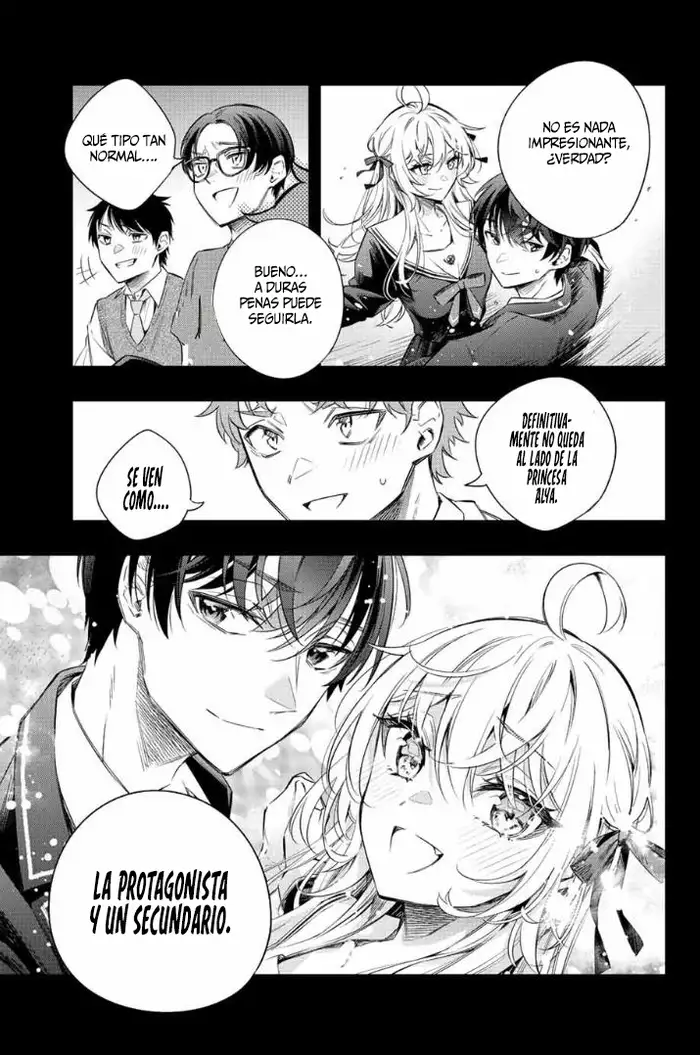 NO ES NADA
IMPRESIONANTE,
¿VERDAD?
QUÉ TIPO TAN
NORMAL....
BUENO...
A DURAS
PENAS PUEDE
SEGUIRLA.
DEFINITIVA-
MENTE NO QUEDA
AL LADO DE LA
PRINCESA
ALYA.
SE VEN
COMO....
LA PROTAGONISTA
Y UN SECUNDARIO.